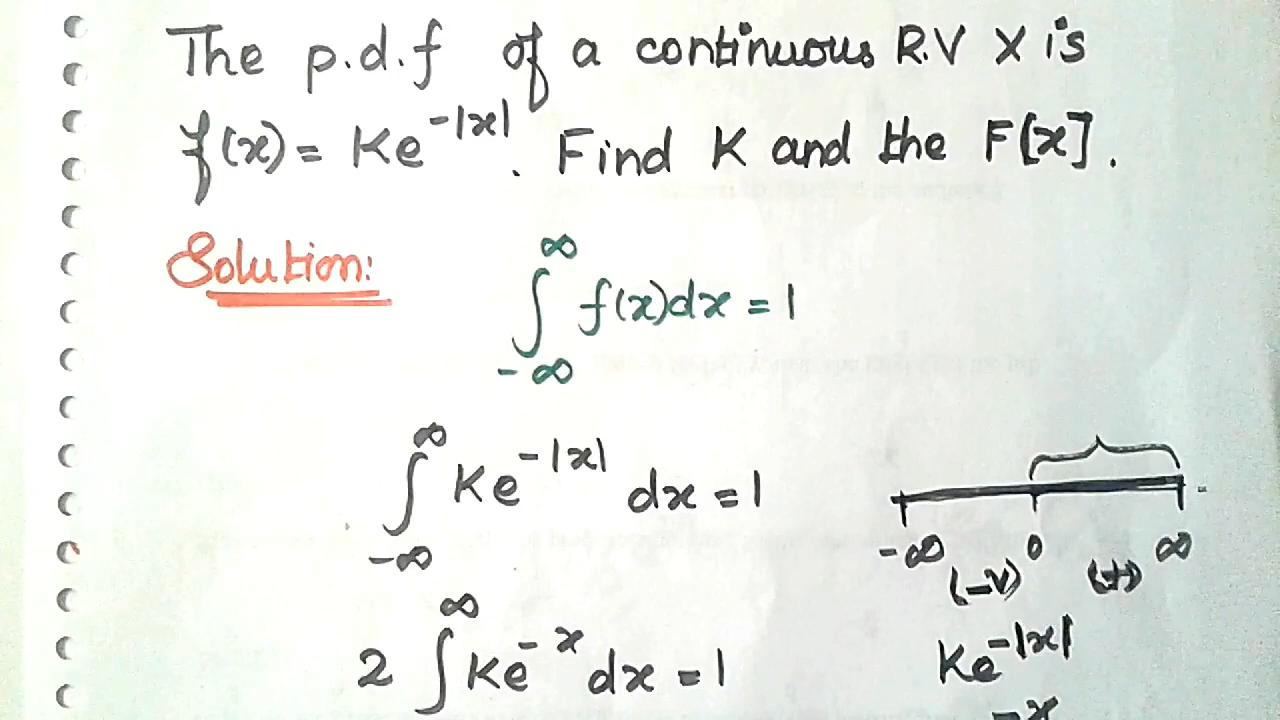 The p.d.f of a continuous R.V X is
f(x) = Ke^{-|x|}. Find K and the F[x].
Solution:
∫_{-∞}^{∞} f(x)dx = 1
∫_{-∞}^{∞} Ke^{-|x|} dx = 1
-∞ 0 ∞
(-v) (+)
2 ∫^{∞} Ke^{-x} dx = 1
Ke^{-|x|}
-x